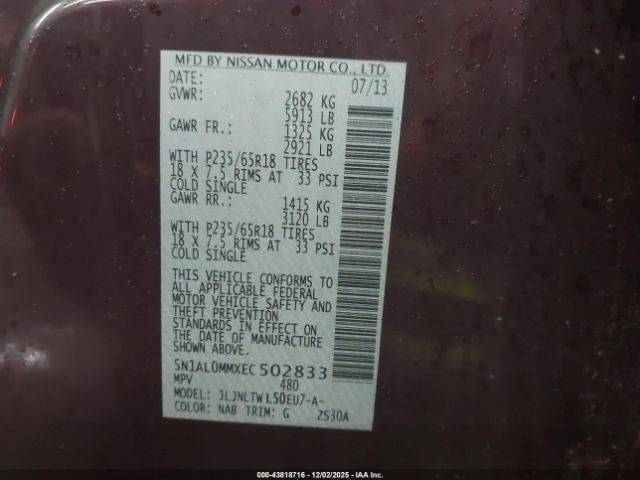 MFD BY NISSAN MOTOR CO., LTD.
DATE: 07/13
GVWR: 2682 KG
5913 LB
GAWR FR.: 1325 KG
2921 LB
WITH P235/65R18 TIRES
18 X 7.5 RIMS AT 33 PSI
COLD SINGLE
GAWR RR.: 1415 KG
3120 LB
WITH P235/65R18 TIRES
18 X 7.5 RIMS AT 33 PSI
COLD SINGLE
THIS VEHICLE CONFORMS TO
ALL APPLICABLE FEDERAL
MOTOR VEHICLE SAFETY AND
THEFT PREVENTION
STANDARDS IN EFFECT ON
THE DATE OF MANUFACTURE
SHOWN ABOVE.
5N1AL0MMXEC502833
MPV 480
MODEL: JLJNLTWL50EU7-A-
COLOR: NAB TRIM: G ZS30A
000-43818716 - 12/02/2025 - IAA Inc.